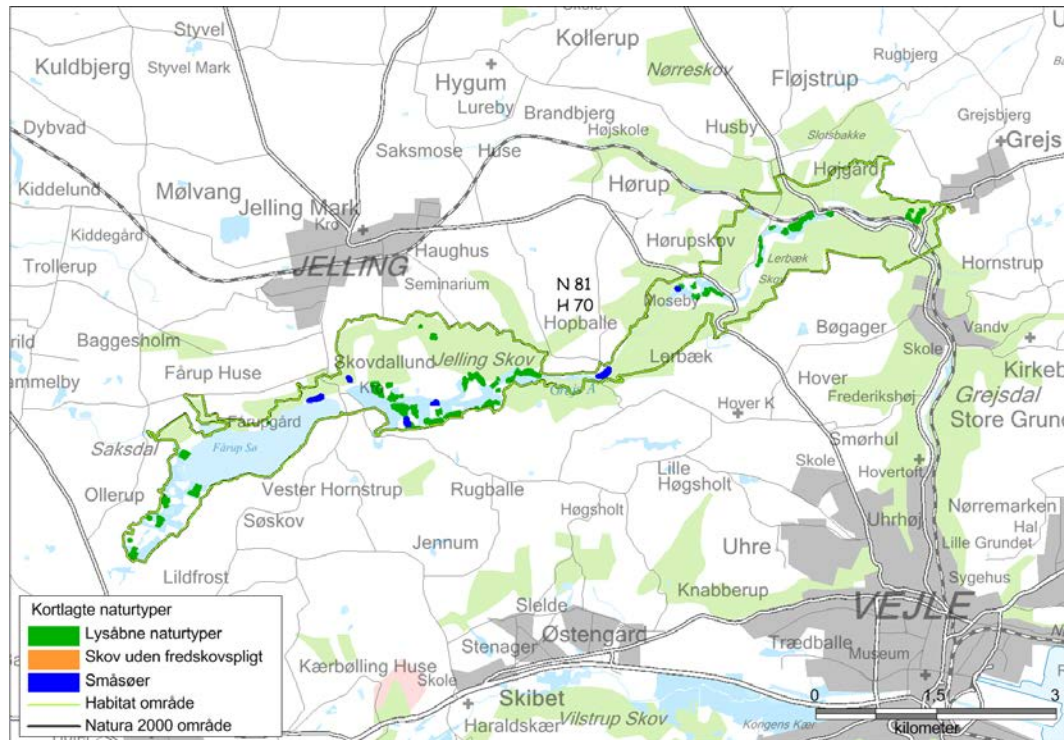 Styvel
Kollerup
Kuldbjerg
Styvel Mark
Hygum
Lureby
Nørreskov
Rugbjerg
Fløjstrup
Brandbjerg
Husby
Grejsbjerg
Dybvad
Saksmose
Huse
Højskole
Slotsbakke
Grejs
Kiddelund
Mølvang
Hørup
Højgård
Jelling Mark
Kro
Kiddegård
Haughus
Hørupskov
Trollerup
JELLING
Seminarium
Lerbæk
Skov
Hornstrup
N 81
H 70
Moseby
Hopballe
Bøgager
Vandv
Baggesholm
Skovdallund
Jelling Skov
Lerbæk
Skole
Kirkeb
Fårup Huse
Hover
Grejs Å
Frederikshøj
Grejsdal
Hover K
Store Grund
Fårupgård
Saksdal
Fårup Sø
Smørhul
Skole
Hovertoft
Lille
Høgsholt
Ollerup
Vester Hornstrup
Rugballe
Nørremarken
Søskov
Høgsholt
Uhrhøj
Hal
Lille Grundet
Jennum
Uhre
Lildfrost
Knabberup
Sygehus
Slelde
VEJLE
Østengård
Stenager
Trædballe
Museum
Kærbølling Huse
Skole
Skibet
Haraldskær
Vilstrup Skov
Kongens Kær
Kortlagte naturtyper
Lysåbne naturtyper
Skov uden fredskovspligt
Småsøer
Habitat område
Natura 2000 område
0 1,5 3
kilometer